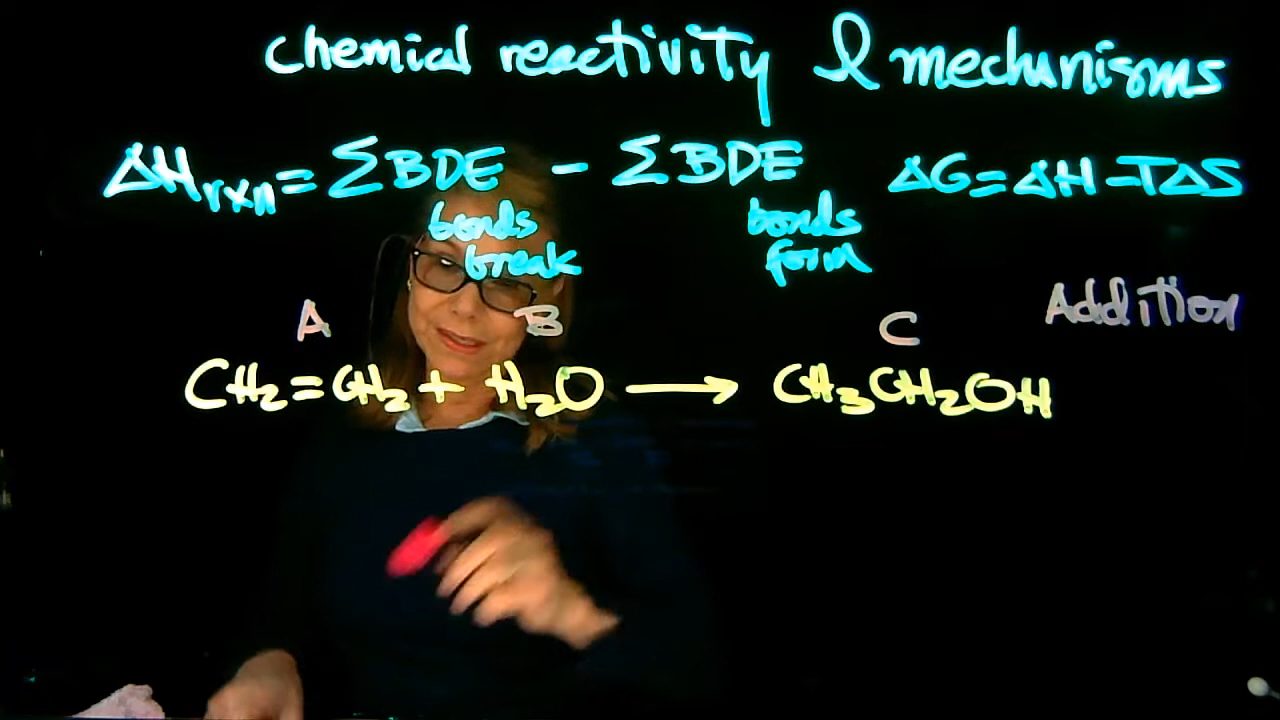 Chemical reactivity & mechanisms
ΔHrxn = ΣBDE − ΣBDE ΔG = ΔH − TΔS
bonds break bonds form
A B C Addition
CH₂=CH₂ + H₂O ⟶ CH₃CH₂OH